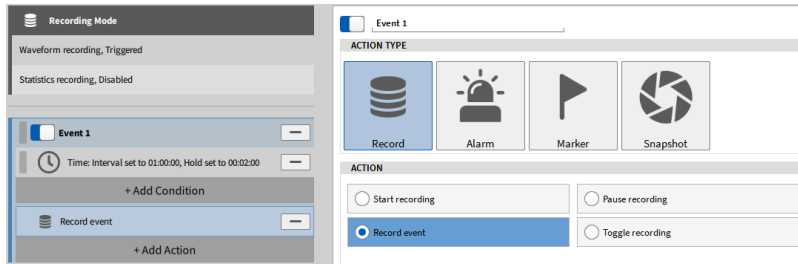 Recording Mode
Waveform recording, Triggered
Statistics recording, Disabled
Event 1
Time: Interval set to 01:00:00, Hold set to 00:02:00
+ Add Condition
Record event
+ Add Action
Event 1
ACTION TYPE
Record Alarm Marker Snapshot
ACTION
Start recording Pause recording
Record event Toggle recording